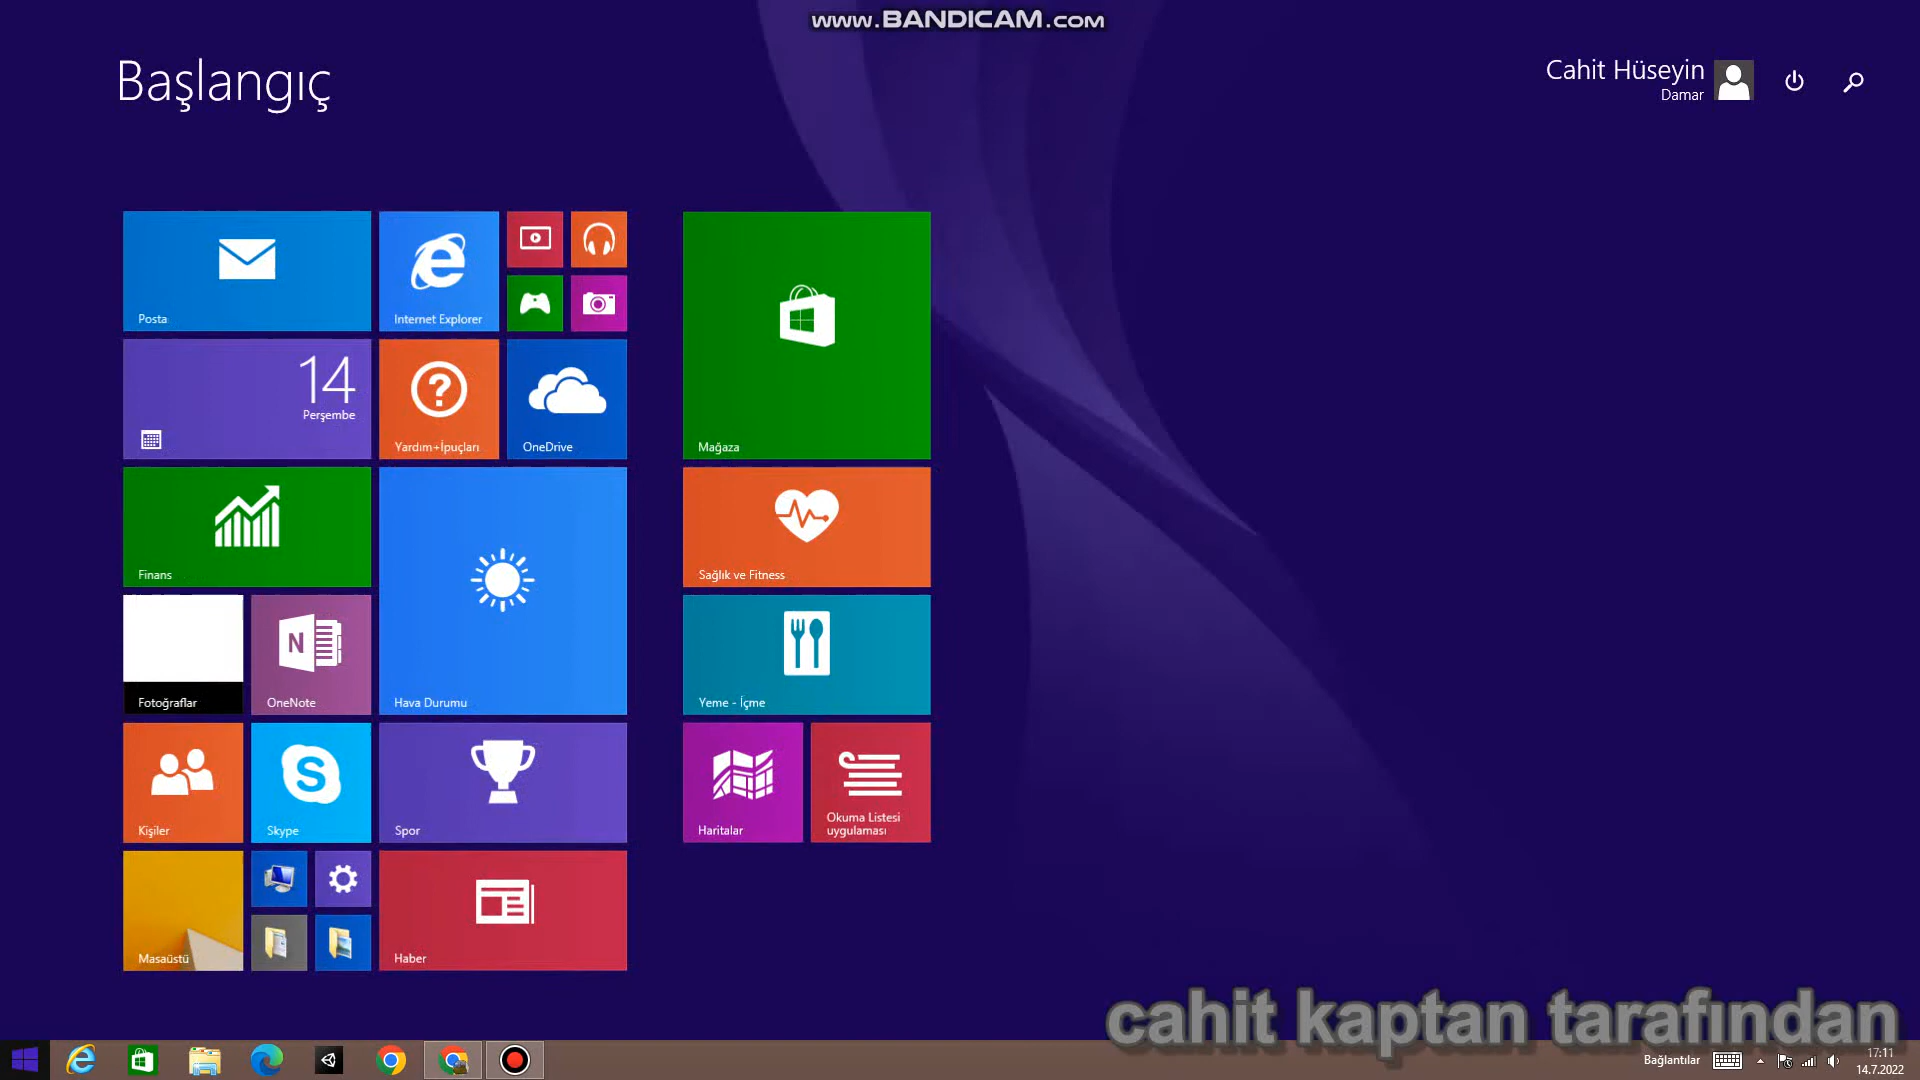 www.BANDICAM.com
Başlangıç
Cahit Hüseyin
Damar
Posta
Internet Explorer
14
Perşembe
Yardım+İpuçları
OneDrive
Mağaza
Finans
Sağlık ve Fitness
Fotoğraflar
N
OneNote
Hava Durumu
Yeme - İçme
Kişiler
S
Skype
Spor
Haritalar
Okuma Listesi
uygulaması
Masaüstü
Haber
cahit kaptan tarafından
Bağlantılar
17:11
14.7.2022